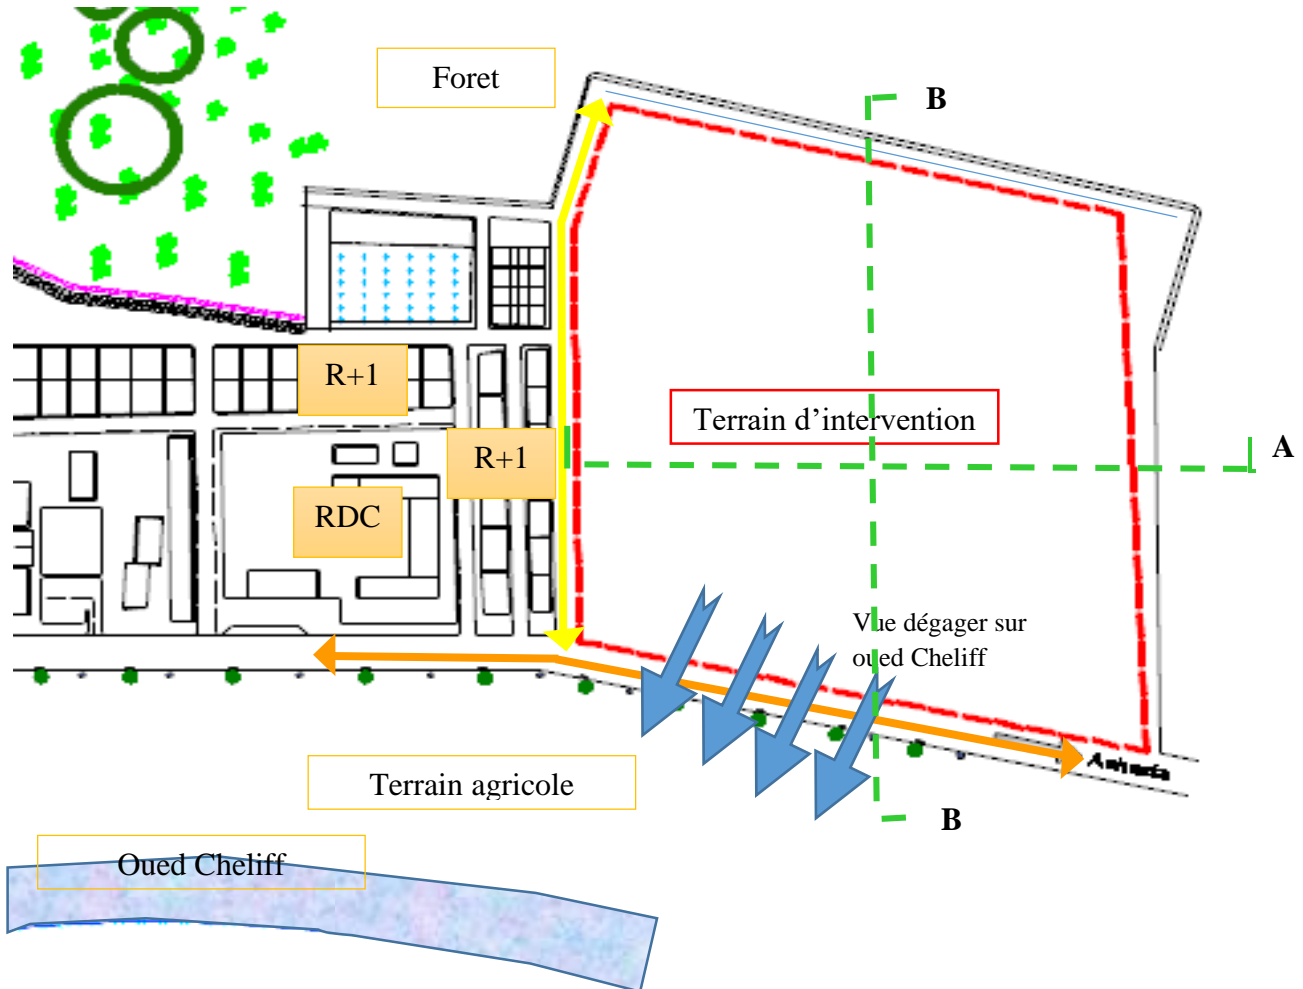 Foret
B
R+1
Terrain d’intervention
R+1
A
RDC
Vue dégager sur
oued Cheliff
Terrain agricole
B
Oued Cheliff